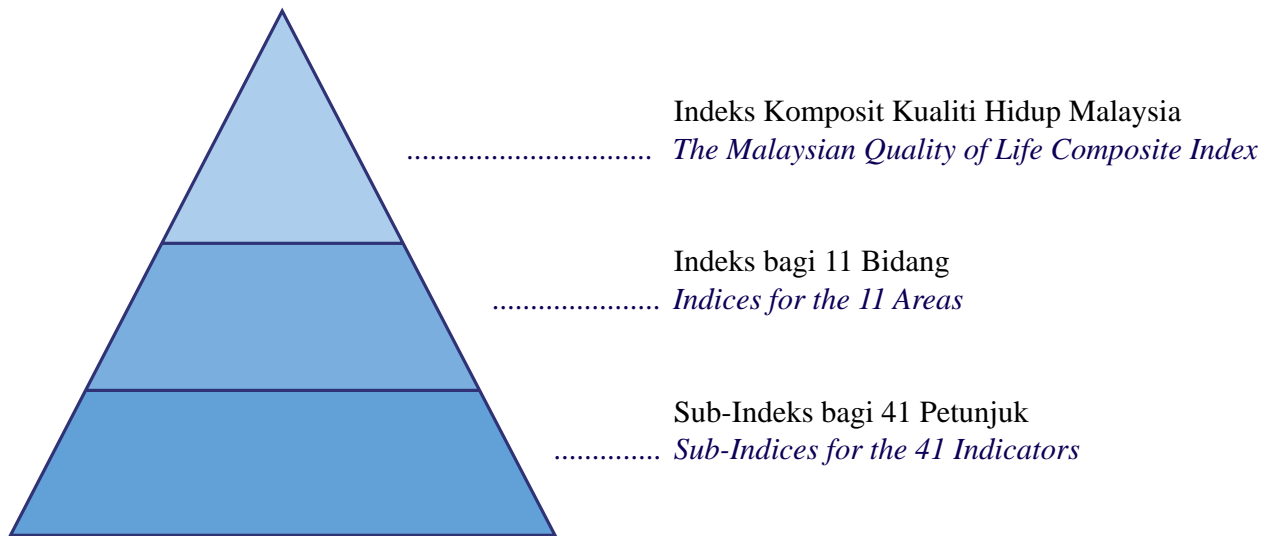 Indeks Komposit Kualiti Hidup Malaysia
.................................. The Malaysian Quality of Life Composite Index
Indeks bagi 11 Bidang
...................... Indices for the 11 Areas
Sub-Indeks bagi 41 Petunjuk
.............. Sub-Indices for the 41 Indicators